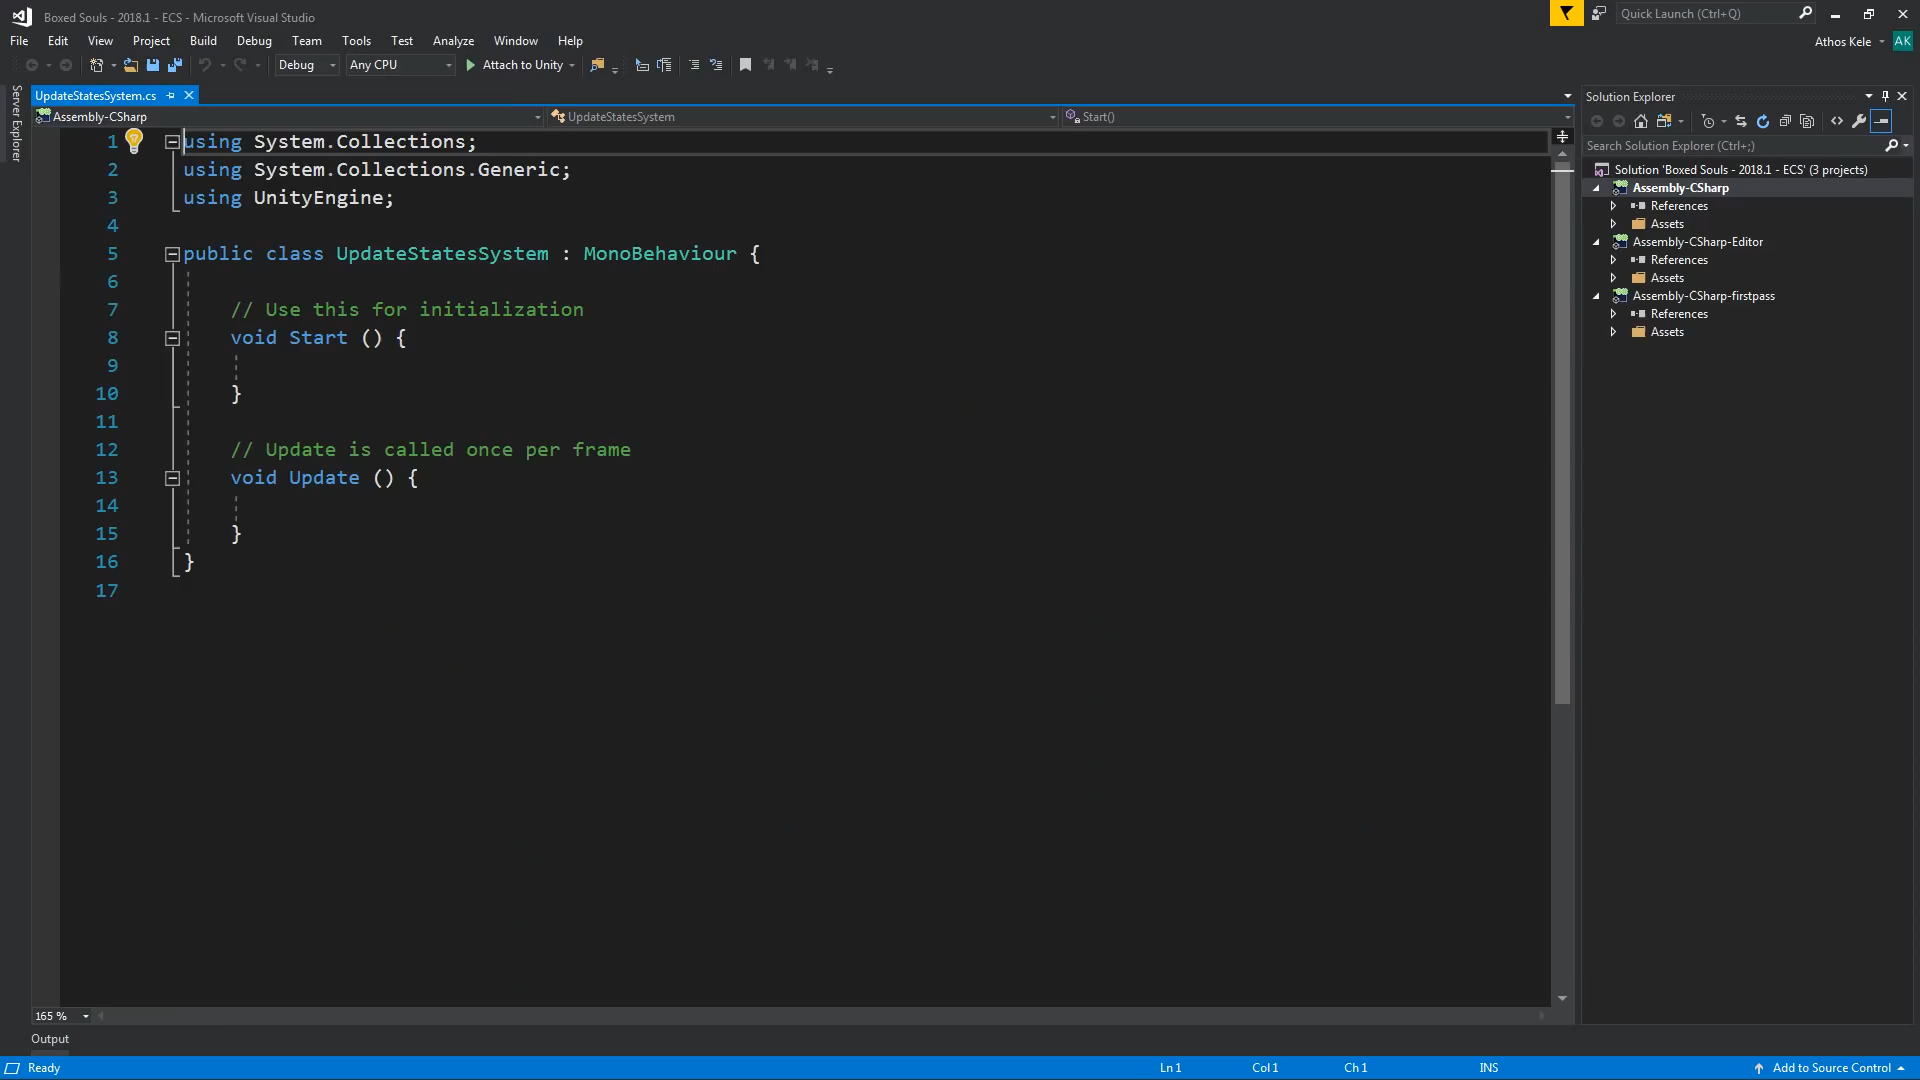 Boxed Souls - 2018.1 - ECS - Microsoft Visual Studio
Quick Launch (Ctrl+Q)
File Edit View Project Build Debug Team Tools Test Analyze Window Help
Athos Kele AK
Debug Any CPU Attach to Unity
Server Explorer
UpdateStatesSystem.cs
Assembly-CSharp UpdateStatesSystem Start()
1 using System.Collections;
2 using System.Collections.Generic;
3 using UnityEngine;
4
5 public class UpdateStatesSystem : MonoBehaviour {
6
7 // Use this for initialization
8 void Start () {
9
10 }
11
12 // Update is called once per frame
13 void Update () {
14
15 }
16 }
17
165 %
Output
Solution Explorer
Search Solution Explorer (Ctrl+;)
Solution 'Boxed Souls - 2018.1 - ECS' (3 projects)
Assembly-CSharp
References
Assets
Assembly-CSharp-Editor
References
Assets
Assembly-CSharp-firstpass
References
Assets
Ready Ln 1 Col 1 Ch 1 INS Add to Source Control